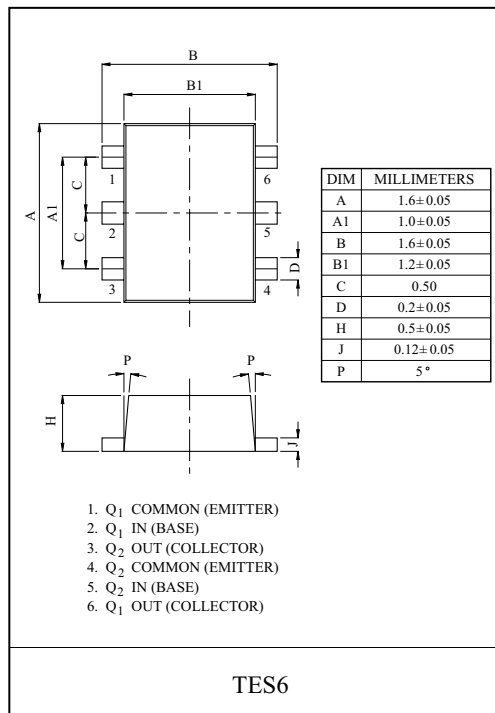 B
B1
A
A1
C
C
D
1
2
3
6
5
4
DIM MILLIMETERS
A 1.6±0.05
A1 1.0±0.05
B 1.6±0.05
B1 1.2±0.05
C 0.50
D 0.2±0.05
H 0.5±0.05
J 0.12±0.05
P 5°
P P
H
J
1. Q1 COMMON (EMITTER)
2. Q1 IN (BASE)
3. Q2 OUT (COLLECTOR)
4. Q2 COMMON (EMITTER)
5. Q2 IN (BASE)
6. Q1 OUT (COLLECTOR)
TES6